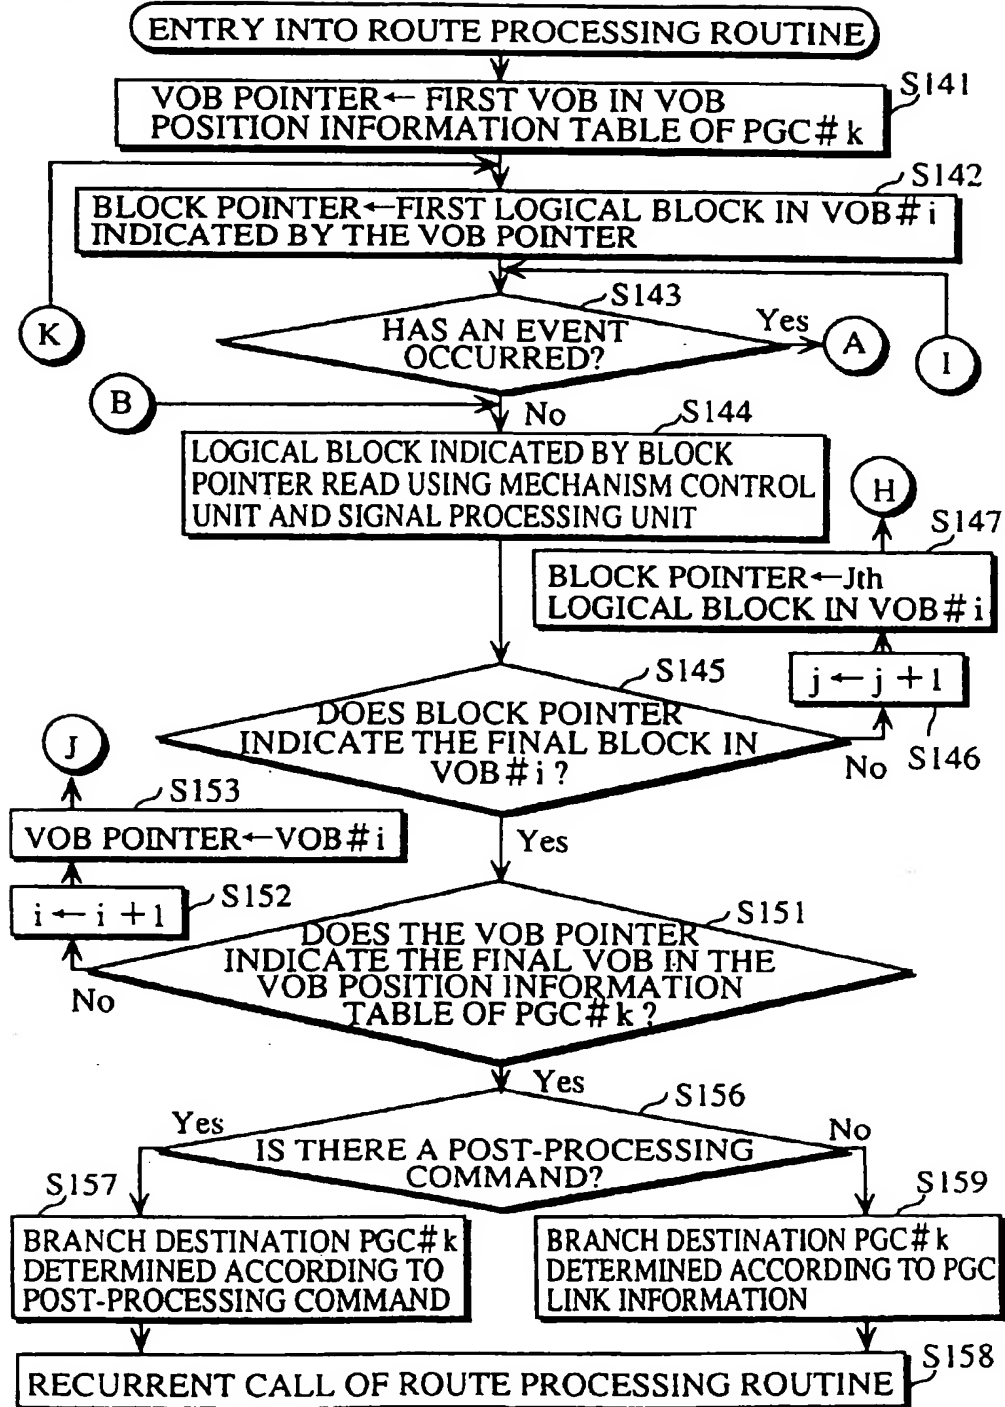 ENTRY INTO ROUTE PROCESSING ROUTINE
S141
VOB POINTER← FIRST VOB IN VOB
POSITION INFORMATION TABLE OF PGC#k
S142
BLOCK POINTER←FIRST LOGICAL BLOCK IN VOB#i
INDICATED BY THE VOB POINTER
S143
HAS AN EVENT
OCCURRED?
Yes
A
K
I
B
No
S144
LOGICAL BLOCK INDICATED BY BLOCK
POINTER READ USING MECHANISM CONTROL
UNIT AND SIGNAL PROCESSING UNIT
H
S147
BLOCK POINTER←Jth
LOGICAL BLOCK IN VOB#i
j ← j +1
S146
S145
DOES BLOCK POINTER
INDICATE THE FINAL BLOCK IN
VOB#i?
No
Yes
J
S153
VOB POINTER←VOB#i
i ← i +1
S152
S151
DOES THE VOB POINTER
INDICATE THE FINAL VOB IN THE
VOB POSITION INFORMATION
TABLE OF PGC#k?
No
Yes
S156
IS THERE A POST-PROCESSING
COMMAND?
Yes
No
S157
BRANCH DESTINATION PGC#k
DETERMINED ACCORDING TO
POST-PROCESSING COMMAND
S159
BRANCH DESTINATION PGC#k
DETERMINED ACCORDING TO PGC
LINK INFORMATION
S158
RECURRENT CALL OF ROUTE PROCESSING ROUTINE